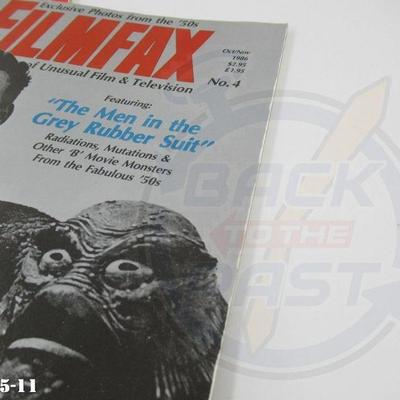 Exclusive Photos from the '50s
FILMFAX
of Unusual Film & Television
Oct/Nov
1986
$2.95
£1.95
No. 4
Featuring:
"The Men in the
Grey Rubber Suit"
Radiations, Mutations &
Other 'B' Movie Monsters
From the Fabulous '50s
BACK
TO THE
PAST
5-11